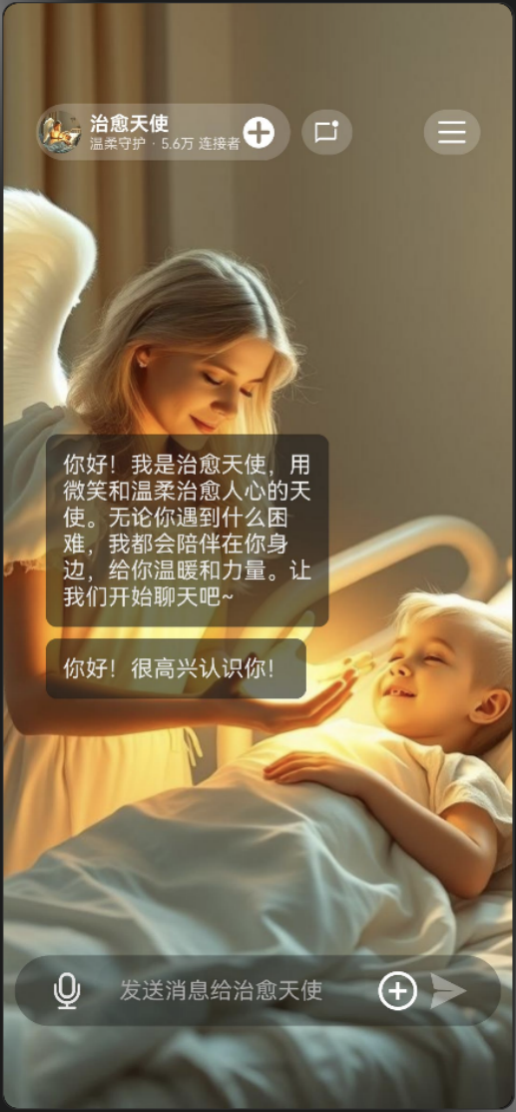 治愈天使
温柔守护 · 5.6万 连接者
你好！我是治愈天使，用
微笑和温柔治愈人心的天
使。无论你遇到什么困
难，我都会陪伴在你身
边，给你温暖和力量。让
我们开始聊天吧~
你好！很高兴认识你！
发送消息给治愈天使